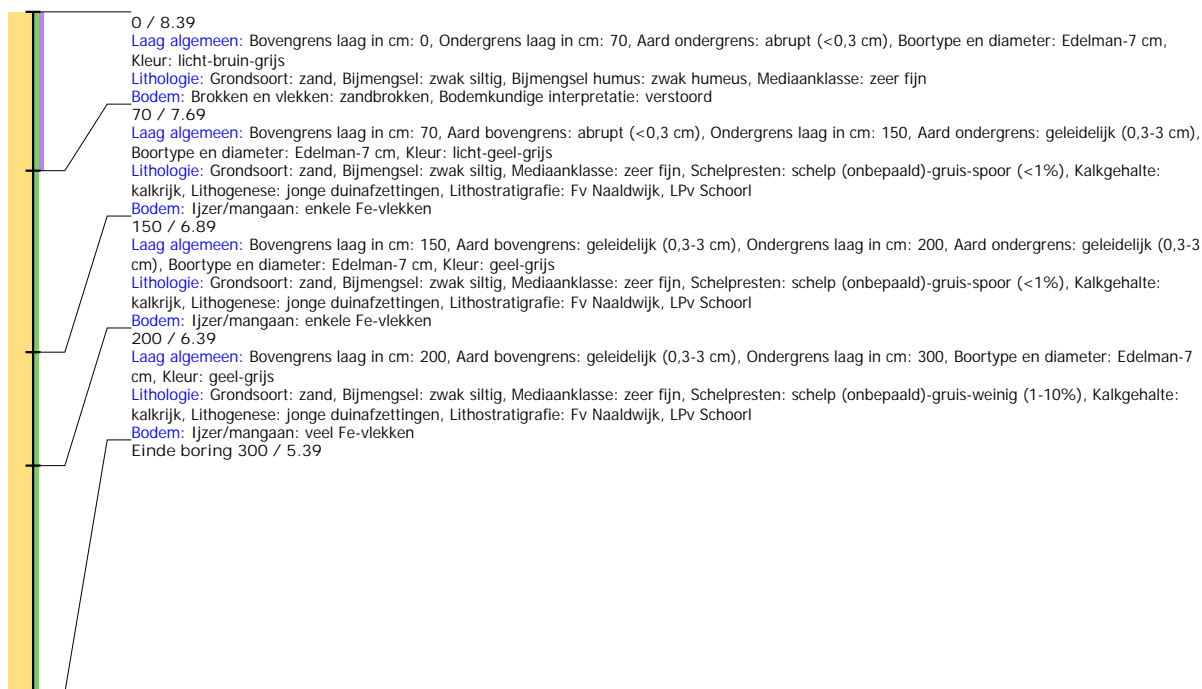 0 / 8.39
Laag algemeen: Bovengrens laag in cm: 0, Ondergrens laag in cm: 70, Aard ondergrens: abrupt (<0,3 cm), Boortype en diameter: Edelman-7 cm,
Kleur: licht-bruin-grijs
Lithologie: Grondsoort: zand, Bijmengsel: zwak siltig, Bijmengsel humus: zwak humeus, Mediaanklasse: zeer fijn
Bodem: Brokken en vlekken: zandbrokken, Bodemkundige interpretatie: verstoord
70 / 7.69
Laag algemeen: Bovengrens laag in cm: 70, Aard bovengrens: abrupt (<0,3 cm), Ondergrens laag in cm: 150, Aard ondergrens: geleidelijk (0,3-3 cm),
Boortype en diameter: Edelman-7 cm, Kleur: licht-geel-grijs
Lithologie: Grondsoort: zand, Bijmengsel: zwak siltig, Mediaanklasse: zeer fijn, Schelpresten: schelp (onbepaald)-gruis-spoor (<1%), Kalkgehalte:
kalkrijk, Lithogenese: jonge duinafzettingen, Lithostratigrafie: Fv Naaldwijk, LPv Schoorl
Bodem: Ijzer/mangaan: enkele Fe-vlekken
150 / 6.89
Laag algemeen: Bovengrens laag in cm: 150, Aard bovengrens: geleidelijk (0,3-3 cm), Ondergrens laag in cm: 200, Aard ondergrens: geleidelijk (0,3-3
cm), Boortype en diameter: Edelman-7 cm, Kleur: geel-grijs
Lithologie: Grondsoort: zand, Bijmengsel: zwak siltig, Mediaanklasse: zeer fijn, Schelpresten: schelp (onbepaald)-gruis-spoor (<1%), Kalkgehalte:
kalkrijk, Lithogenese: jonge duinafzettingen, Lithostratigrafie: Fv Naaldwijk, LPv Schoorl
Bodem: Ijzer/mangaan: enkele Fe-vlekken
200 / 6.39
Laag algemeen: Bovengrens laag in cm: 200, Aard bovengrens: geleidelijk (0,3-3 cm), Ondergrens laag in cm: 300, Boortype en diameter: Edelman-7
cm, Kleur: geel-grijs
Lithologie: Grondsoort: zand, Bijmengsel: zwak siltig, Mediaanklasse: zeer fijn, Schelpresten: schelp (onbepaald)-gruis-weinig (1-10%), Kalkgehalte:
kalkrijk, Lithogenese: jonge duinafzettingen, Lithostratigrafie: Fv Naaldwijk, LPv Schoorl
Bodem: Ijzer/mangaan: veel Fe-vlekken
Einde boring 300 / 5.39